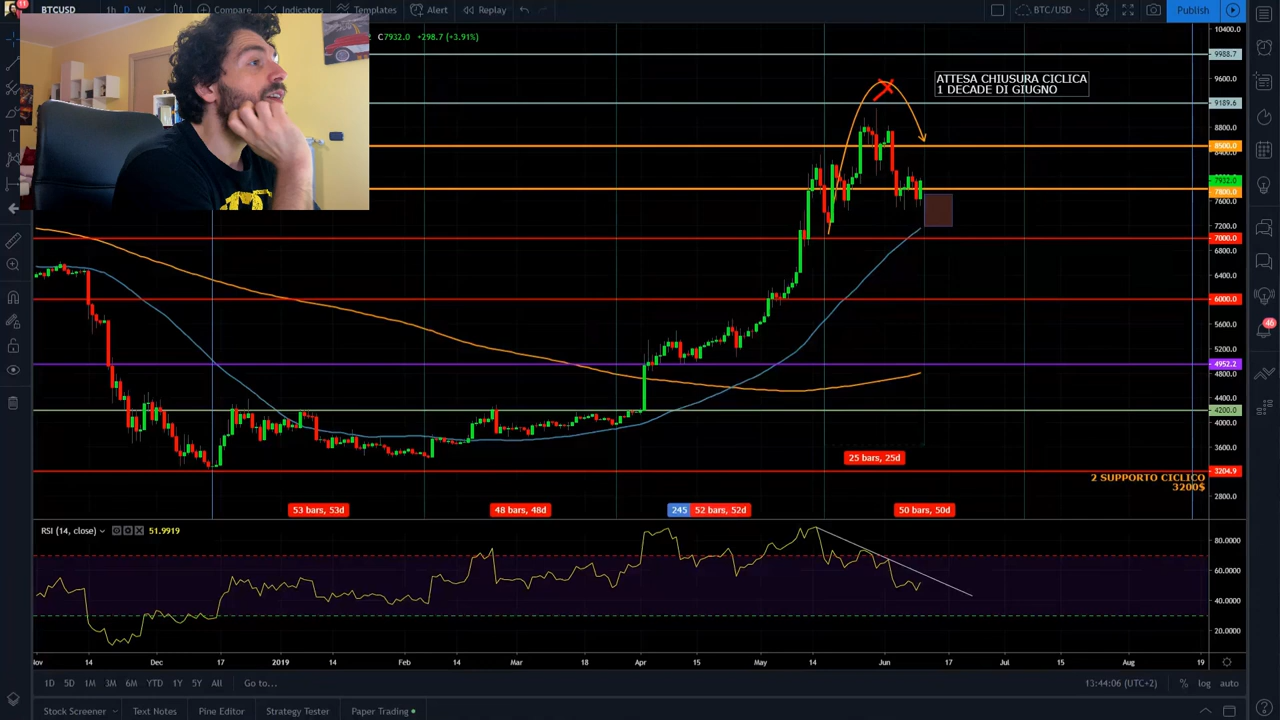 11
BTCUSD
1h D W
Compare
Indicators
Templates
Alert
Replay
BTC/USD
Publish
C7932.0 +298.7 (+3.91%)
ATTESA CHIUSURA CICLICA
1 DECADE DI GIUGNO
10400.0
9988.7
9600.0
9189.6
8800.0
8500.0
8400.0
7932.0
7800.0
7600.0
7200.0
7000.0
6800.0
6400.0
6000.0
5600.0
5200.0
4952.2
4800.0
4400.0
4200.0
4000.0
3600.0
3204.9
2800.0
46
25 bars, 25d
2 SUPPORTO CICLICO
3200$
53 bars, 53d
48 bars, 48d
245
52 bars, 52d
50 bars, 50d
RSI (14, close)
51.9919
80.0000
60.0000
40.0000
20.0000
14
Dec
17
2019
14
Feb
14
Mar
18
Apr
15
May
14
Jun
17
Jul
15
Aug
19
1D 5D 1M 3M 6M YTD 1Y 5Y All
Go to...
13:44:06 (UTC+2)
% log auto
Stock Screener
Text Notes
Pine Editor
Strategy Tester
Paper Trading